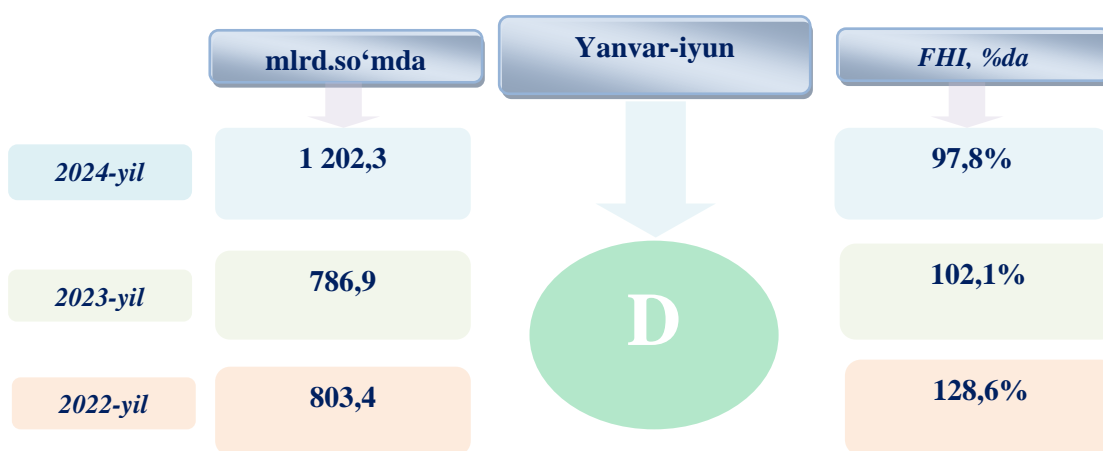 mlrd.so‘mda
Yanvar-iyun
FHI, %da
2024-yil
1 202,3
97,8%
2023-yil
786,9
102,1%
D
2022-yil
803,4
128,6%